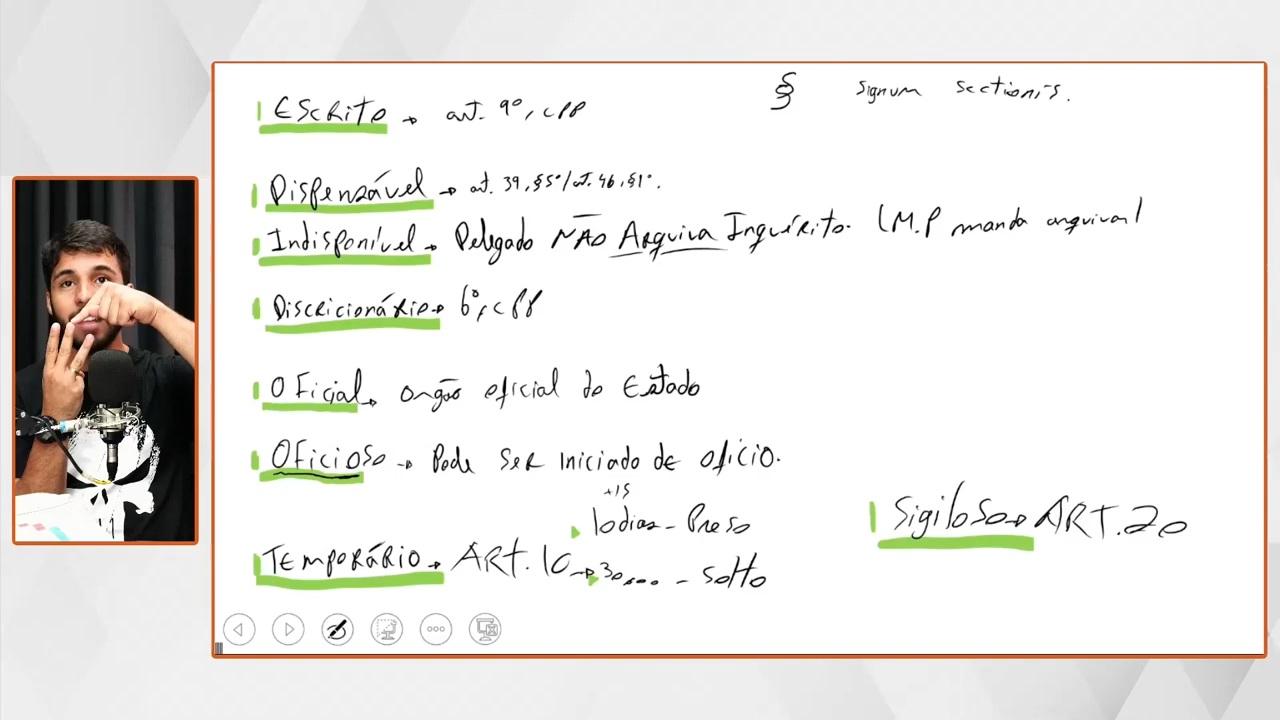 § Signum sectionis.
Escrito → art. 9º, CPP
Dispensável → art. 39, §5º/art. 46, §1º.
Indisponível → Delegado NÃO Arquiva Inquérito. (M.P manda arquivar)
Discricionário → 6º, CPP
Oficial → orgão oficial do Estado
Oficioso → Pode ser iniciado de ofício.
+15
10 dias - Preso
Sigiloso → ART. 20
Temporário → ART. 10 → 30 - Solto